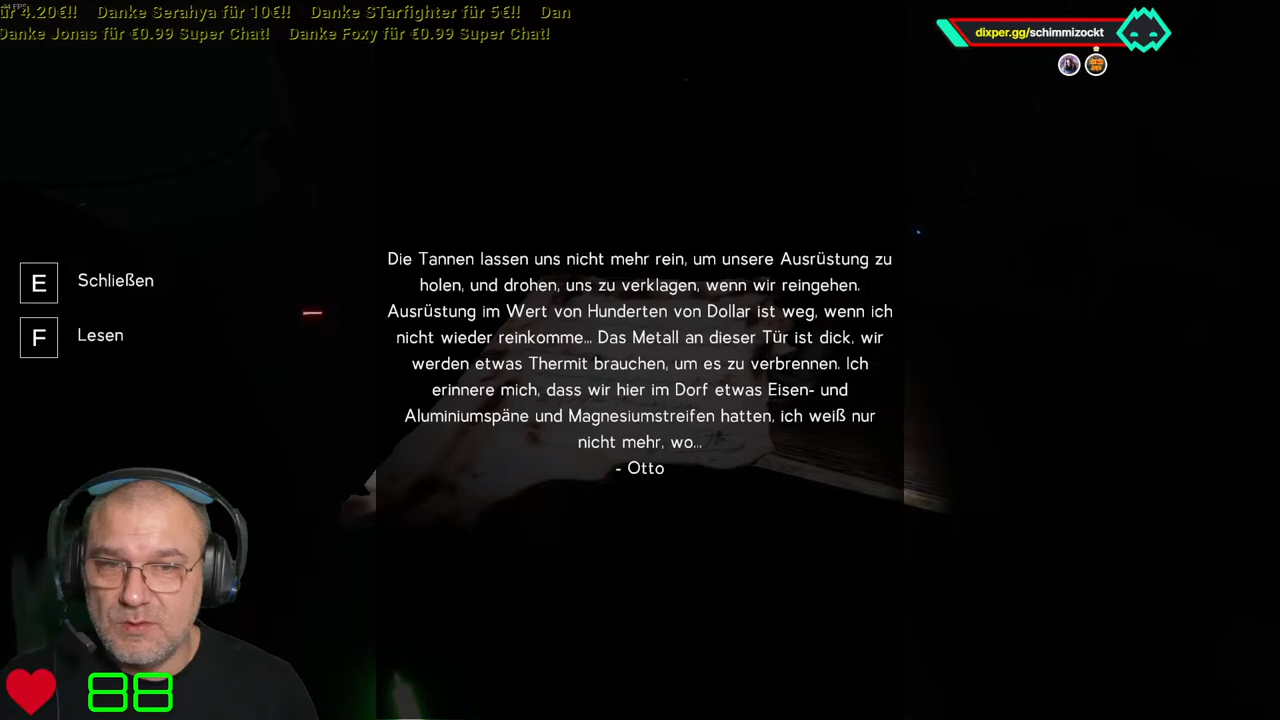 ür 4.20€!! Danke Serahya für 10€!! Danke STarfighter für 5€!! Dan
Danke Jonas für €0.99 Super Chat! Danke Foxy für €0.99 Super Chat!
dixper.gg/schimmizockt
Die Tannen lassen uns nicht mehr rein, um unsere Ausrüstung zu
holen, und drohen, uns zu verklagen, wenn wir reingehen.
Ausrüstung im Wert von Hunderten von Dollar ist weg, wenn ich
nicht wieder reinkomme... Das Metall an dieser Tür ist dick, wir
werden etwas Thermit brauchen, um es zu verbrennen. Ich
erinnere mich, dass wir hier im Dorf etwas Eisen- und
Aluminiumspäne und Magnesiumstreifen hatten, ich weiß nur
nicht mehr, wo...
- Otto
E Schließen
F Lesen
88